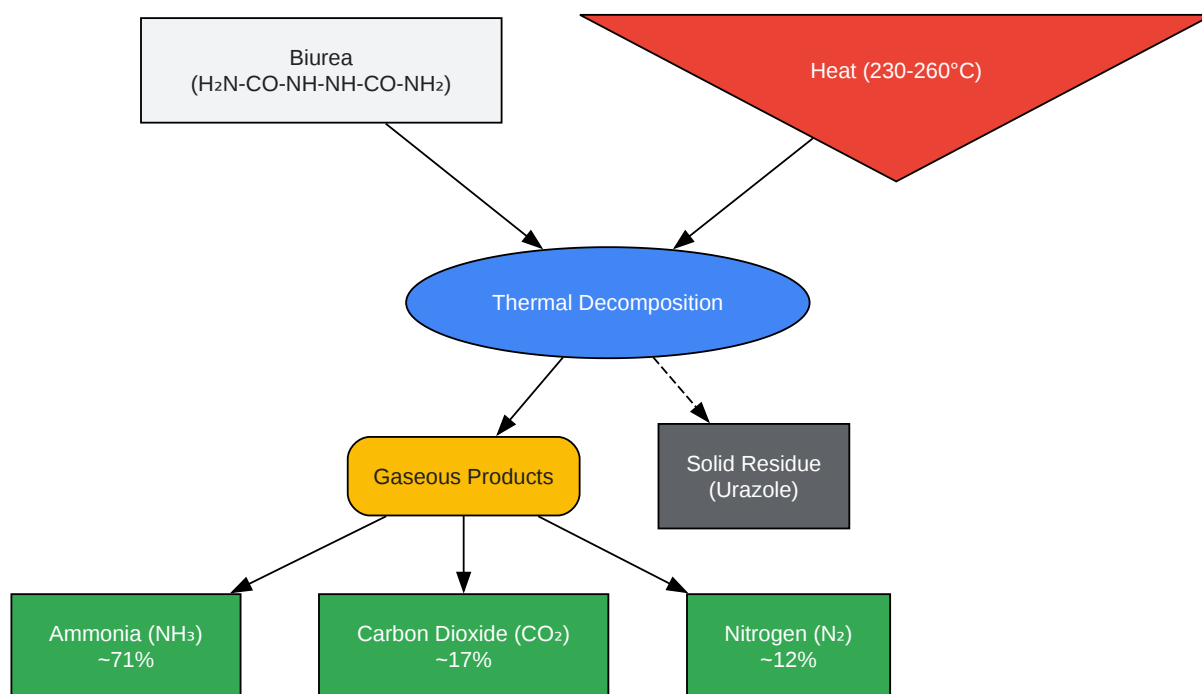 Biurea
(H₂N-CO-NH-NH-CO-NH₂)
Heat (230-260°C)
Thermal Decomposition
Gaseous Products
Solid Residue
(Urazole)
Ammonia (NH₃)
~71%
Carbon Dioxide (CO₂)
~17%
Nitrogen (N₂)
~12%